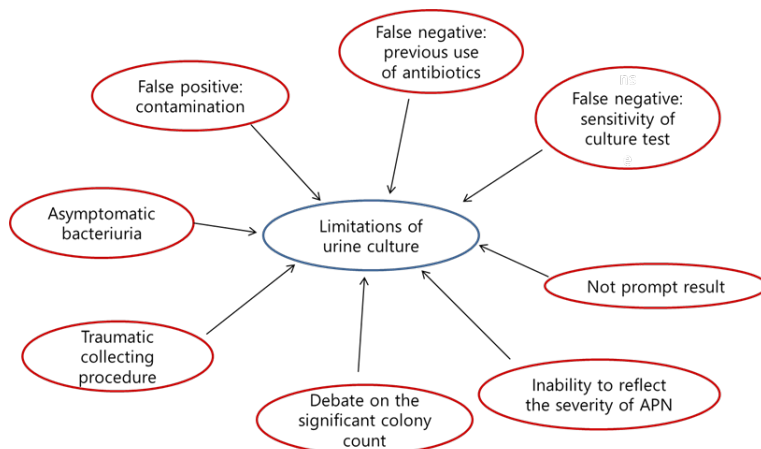 False negative:
previous use
of antibiotics
False positive:
contamination
False negative:
sensitivity of
culture test
Asymptomatic
bacteriuria
Limitations of
urine culture
Not prompt result
Traumatic
collecting
procedure
Debate on the
significant colony
count
Inability to reflect
the severity of APN